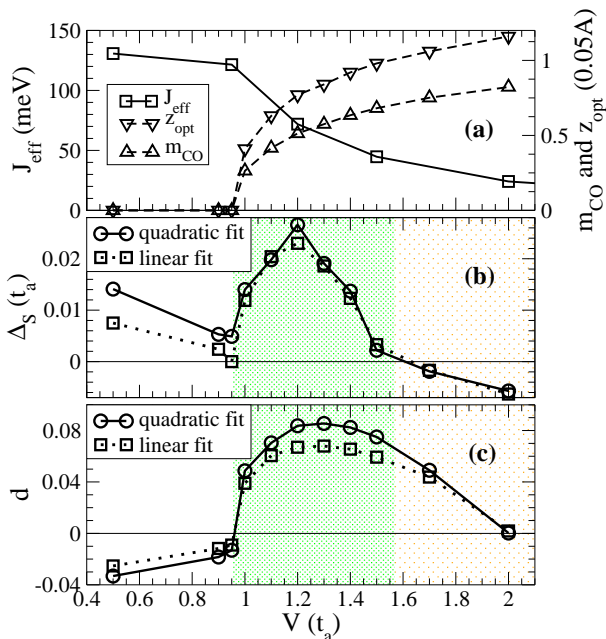 150
100
50
0
J_eff (meV)
J_eff
z_opt
m_CO
(a)
1
0.5
0
m_CO and z_opt (0.05A)
quadratic fit
linear fit
(b)
0.02
0.01
0
Δ_S (t_a)
quadratic fit
linear fit
(c)
0.08
0.04
0
-0.04
d
0.4 0.6 0.8 1 1.2 1.4 1.6 1.8 2
V (t_a)